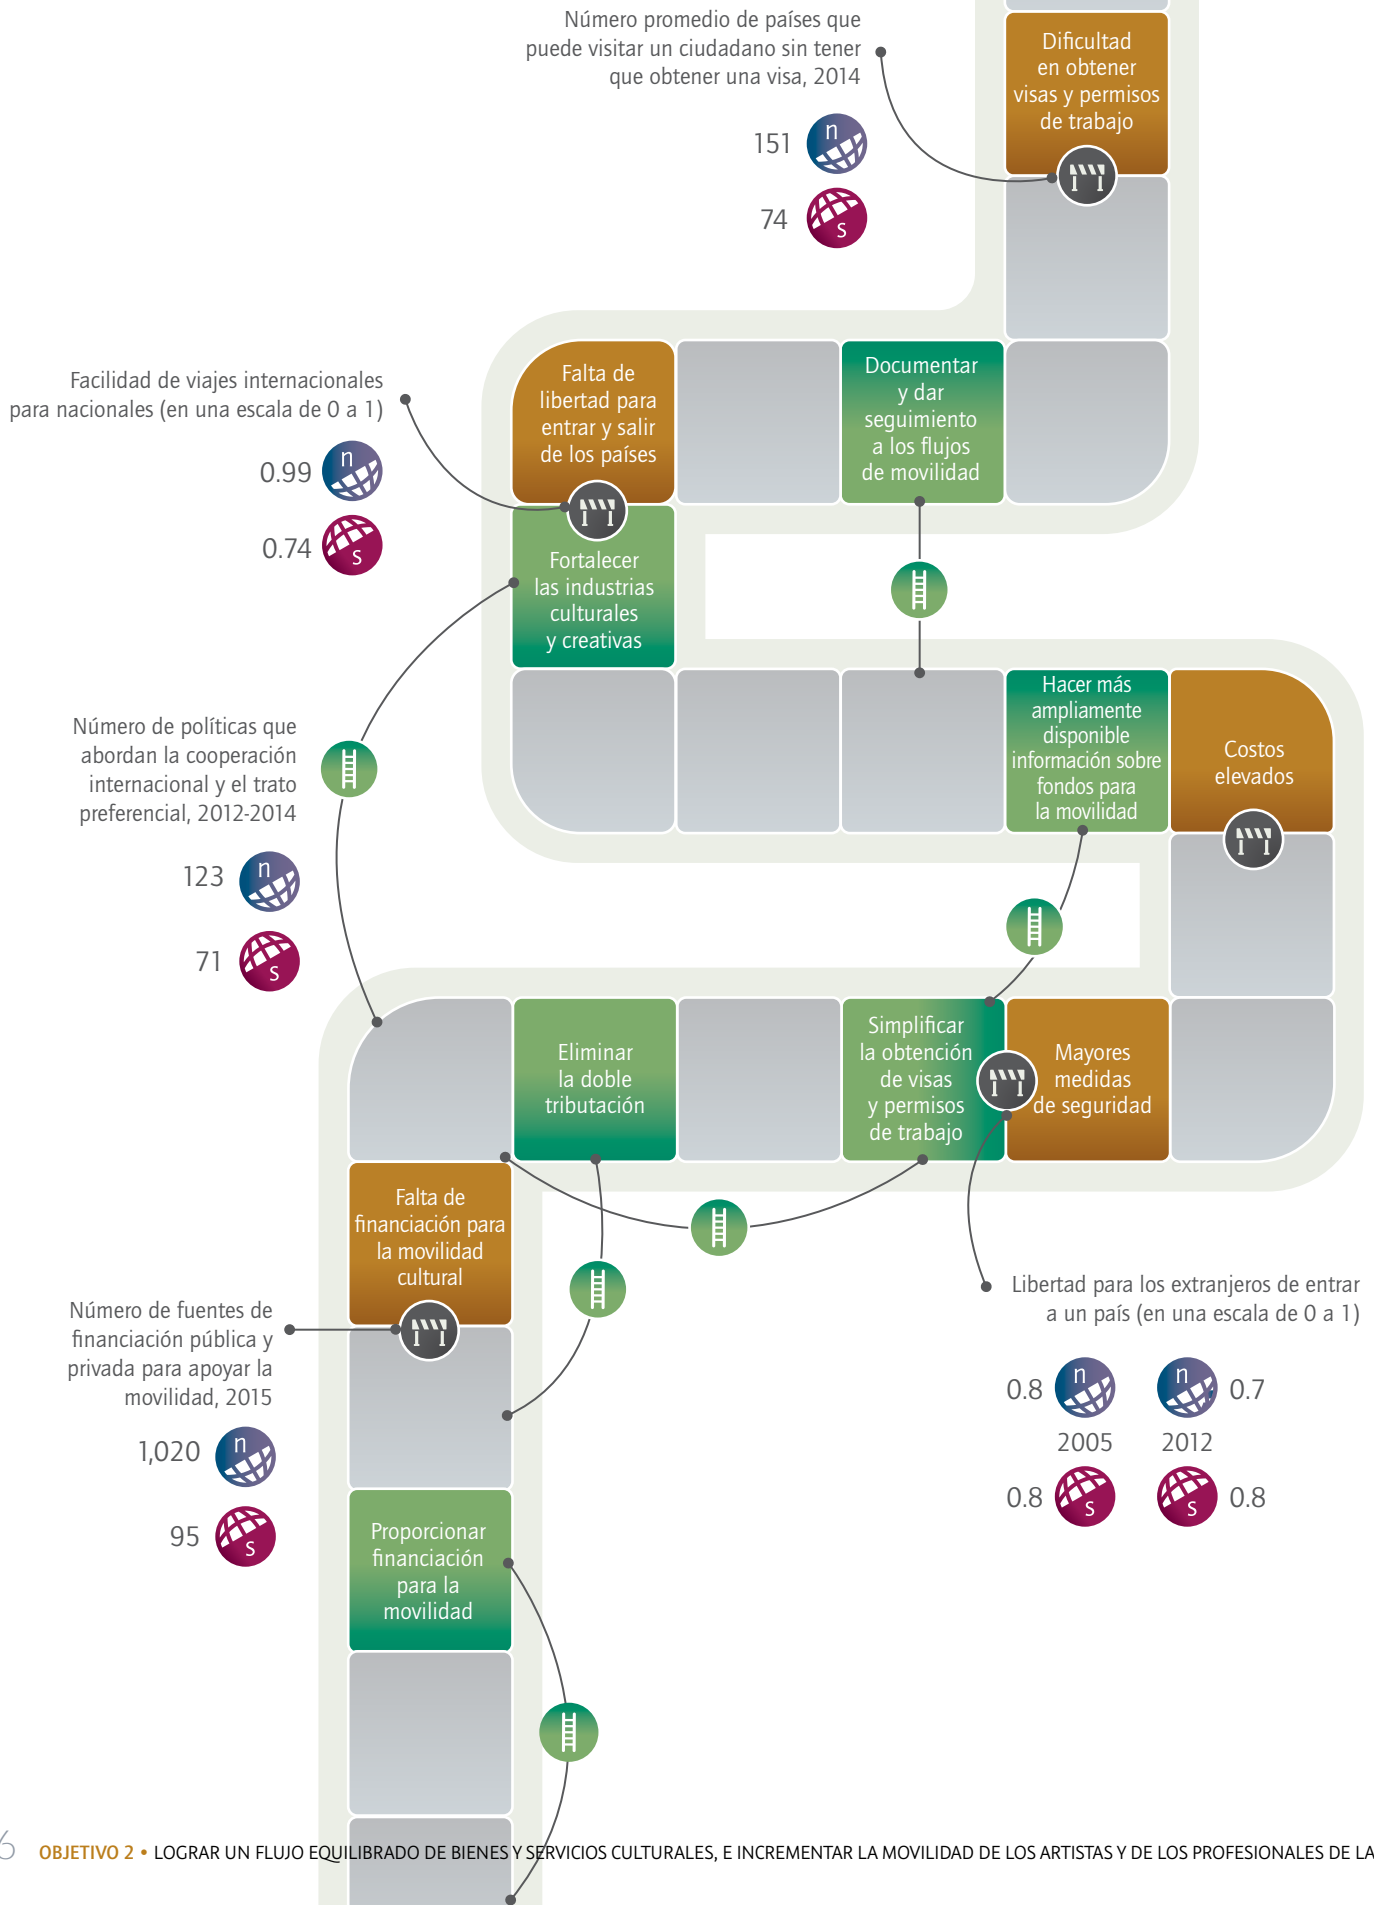 Número promedio de países que
puede visitar un ciudadano sin tener
que obtener una visa, 2014
151 n
74 s
Dificultad
en obtener
visas y permisos
de trabajo
Facilidad de viajes internacionales
para nacionales (en una escala de 0 a 1)
0.99 n
0.74 s
Falta de
libertad para
entrar y salir
de los países
Documentar
y dar
seguimiento
a los flujos
de movilidad
Fortalecer
las industrias
culturales
y creativas
Número de políticas que
abordan la cooperación
internacional y el trato
preferencial, 2012-2014
123 n
71 s
Hacer más
ampliamente
disponible
información sobre
fondos para
la movilidad
Costos
elevados
Eliminar
la doble
tributación
Simplificar
la obtención
de visas
y permisos
de trabajo
Mayores
medidas
de seguridad
Falta de
financiación para
la movilidad
cultural
Número de fuentes de
financiación pública y
privada para apoyar la
movilidad, 2015
1,020 n
95 s
Libertad para los extranjeros de entrar
a un país (en una escala de 0 a 1)
0.8 n n 0.7
2005 2012
0.8 s s 0.8
Proporcionar
financiación
para la
movilidad
6 OBJETIVO 2 • LOGRAR UN FLUJO EQUILIBRADO DE BIENES Y SERVICIOS CULTURALES, E INCREMENTAR LA MOVILIDAD DE LOS ARTISTAS Y DE LOS PROFESIONALES DE LA